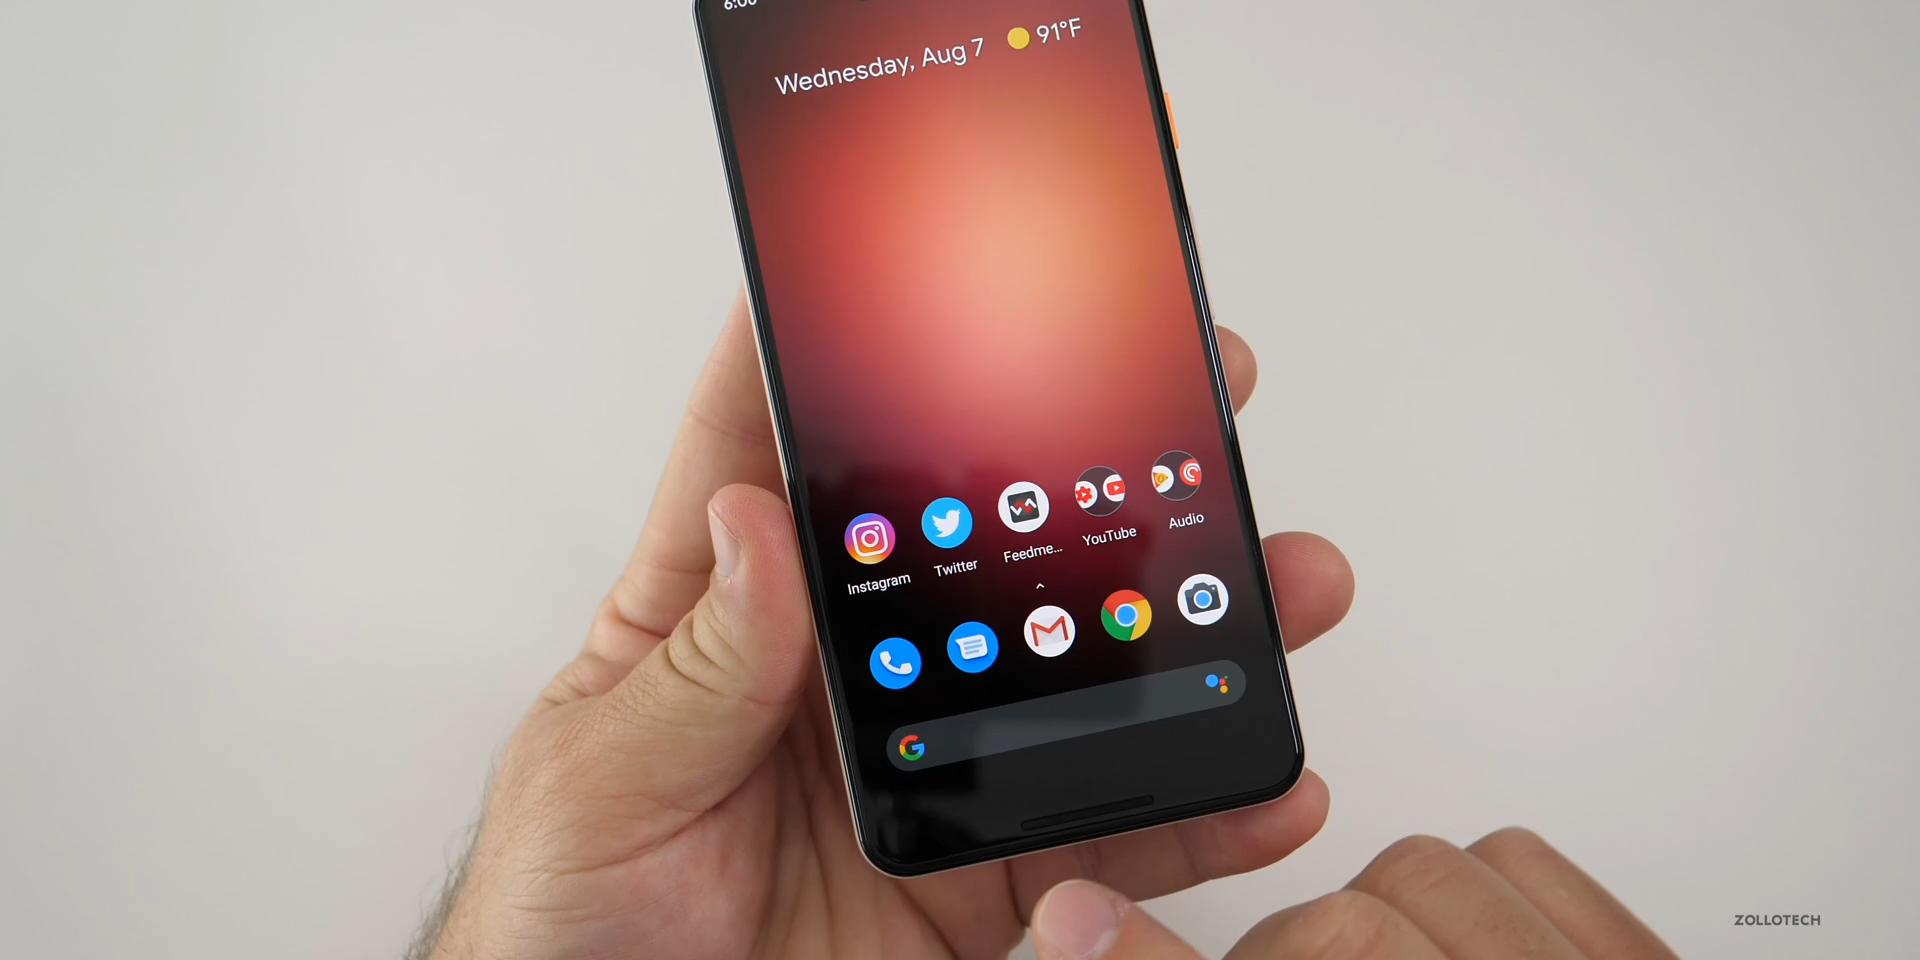 Wednesday, Aug 7 91°F
Instagram
Twitter
Feedme...
YouTube
Audio
ZOLLOTECH